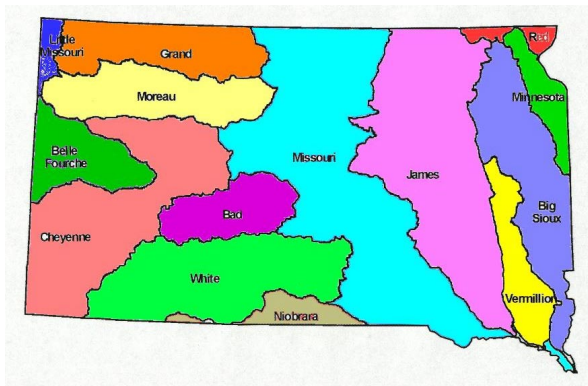 Little
Missouri
Grand
Red
Moreau
Minnesota
Belle
Fourche
Missouri
James
Bad
Big
Sioux
Cheyenne
White
Vermillion
Niobrara